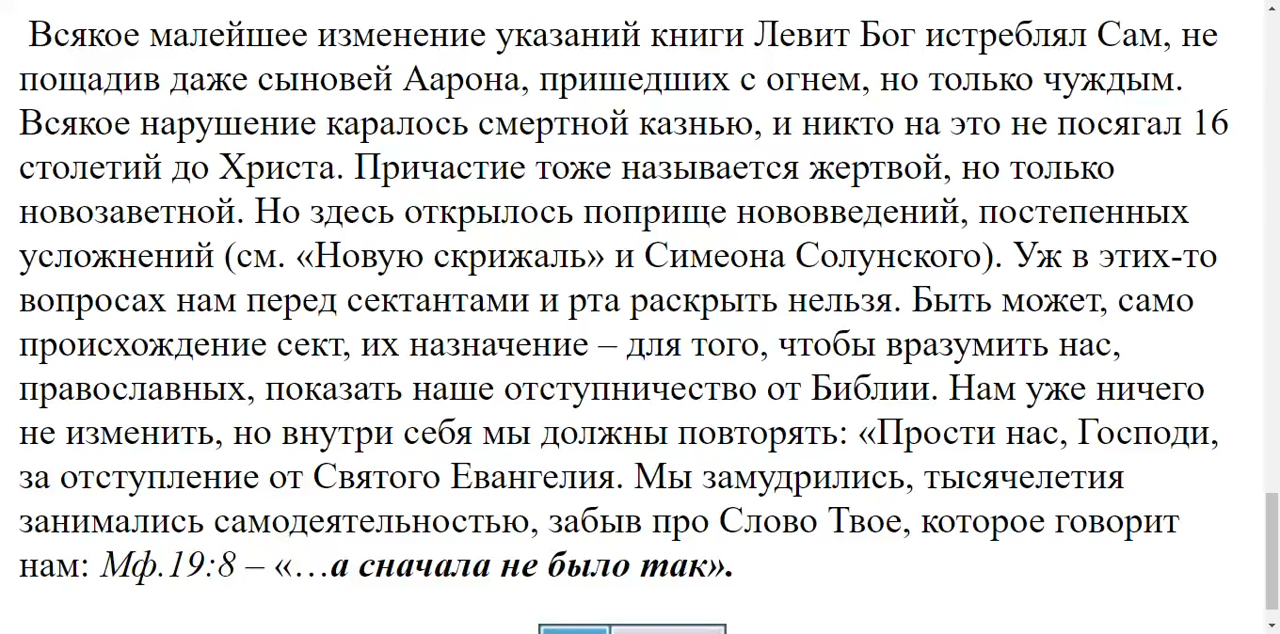 Всякое малейшее изменение указаний книги Левит Бог истреблял Сам, не
пощадив даже сыновей Аарона, пришедших с огнем, но только чуждым.
Всякое нарушение каралось смертной казнью, и никто на это не посягал 16
столетий до Христа. Причастие тоже называется жертвой, но только
новозаветной. Но здесь открылось поприще нововведений, постепенных
усложнений (см. «Новую скрижаль» и Симеона Солунского). Уж в этих-то
вопросах нам перед сектантами и рта раскрыть нельзя. Быть может, само
происхождение сект, их назначение – для того, чтобы вразумить нас,
православных, показать наше отступничество от Библии. Нам уже ничего
не изменить, но внутри себя мы должны повторять: «Прости нас, Господи,
за отступление от Святого Евангелия. Мы замудрились, тысячелетия
занимались самодеятельностью, забыв про Слово Твое, которое говорит
нам: Мф.19:8 – «…а сначала не было так».